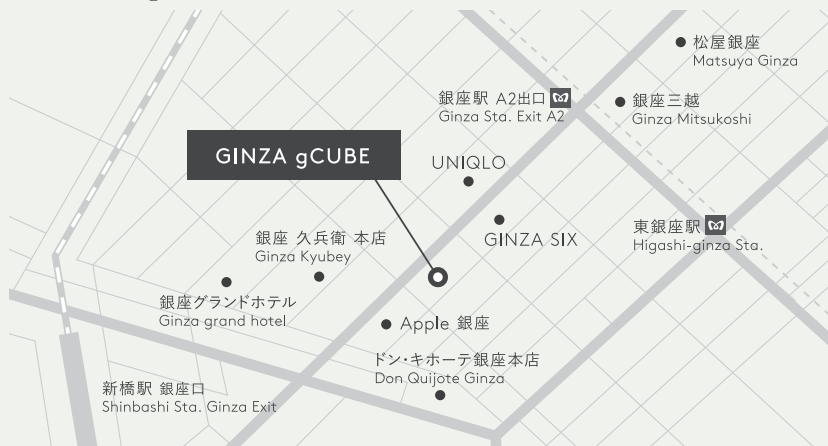 松屋銀座
Matsuya Ginza
銀座駅 A2出口
Ginza Sta. Exit A2
銀座三越
Ginza Mitsukoshi
GINZA gCUBE
UNIQLO
GINZA SIX
東銀座駅
Higashi-ginza Sta.
銀座 久兵衛 本店
Ginza Kyubey
銀座グランドホテル
Ginza grand hotel
Apple 銀座
ドン・キホーテ銀座本店
Don Quijote Ginza
新橋駅 銀座口
Shinbashi Sta. Ginza Exit